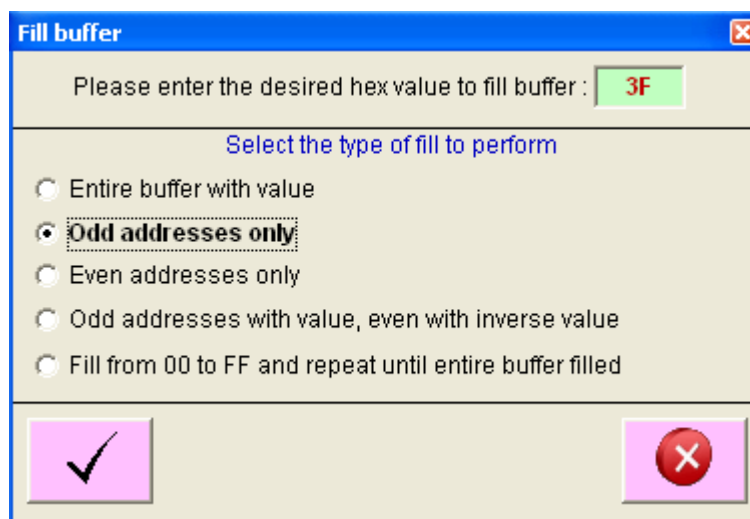 Fill buffer
Please enter the desired hex value to fill buffer : 3F
Select the type of fill to perform
Entire buffer with value
Odd addresses only
Even addresses only
Odd addresses with value, even with inverse value
Fill from 00 to FF and repeat until entire buffer filled